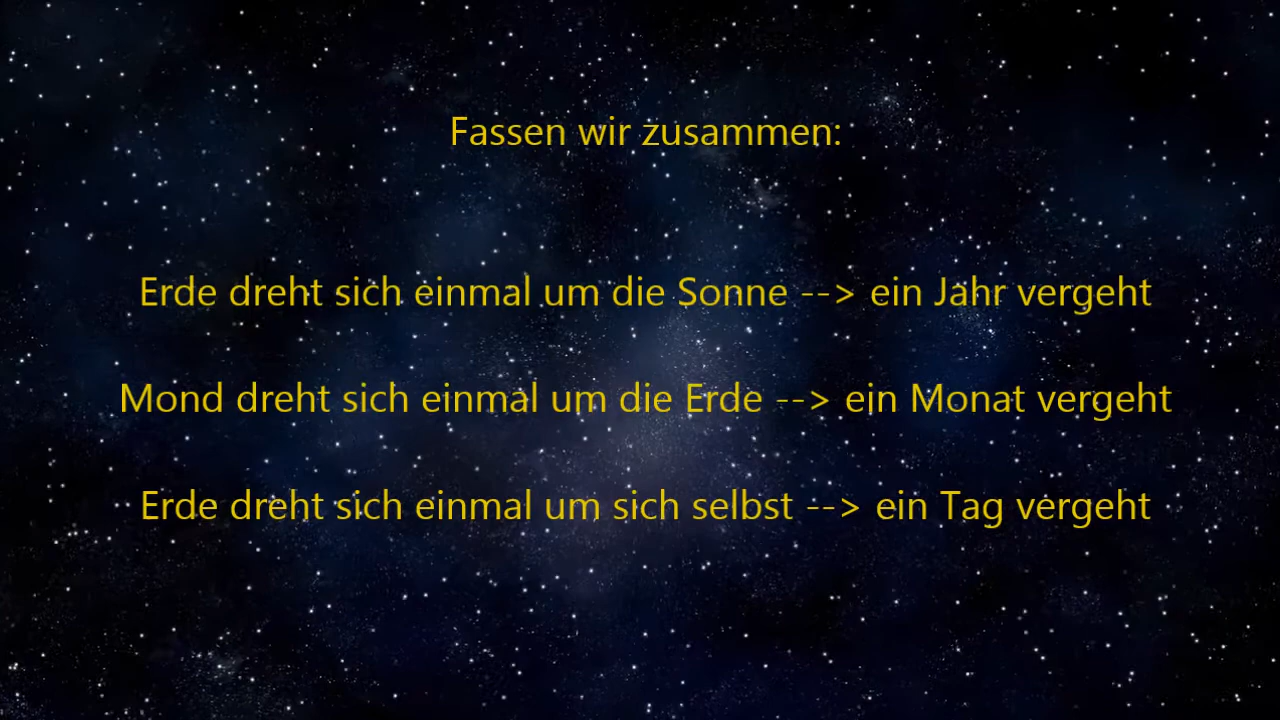 Fassen wir zusammen:
Erde dreht sich einmal um die Sonne --> ein Jahr vergeht
Mond dreht sich einmal um die Erde --> ein Monat vergeht
Erde dreht sich einmal um sich selbst --> ein Tag vergeht